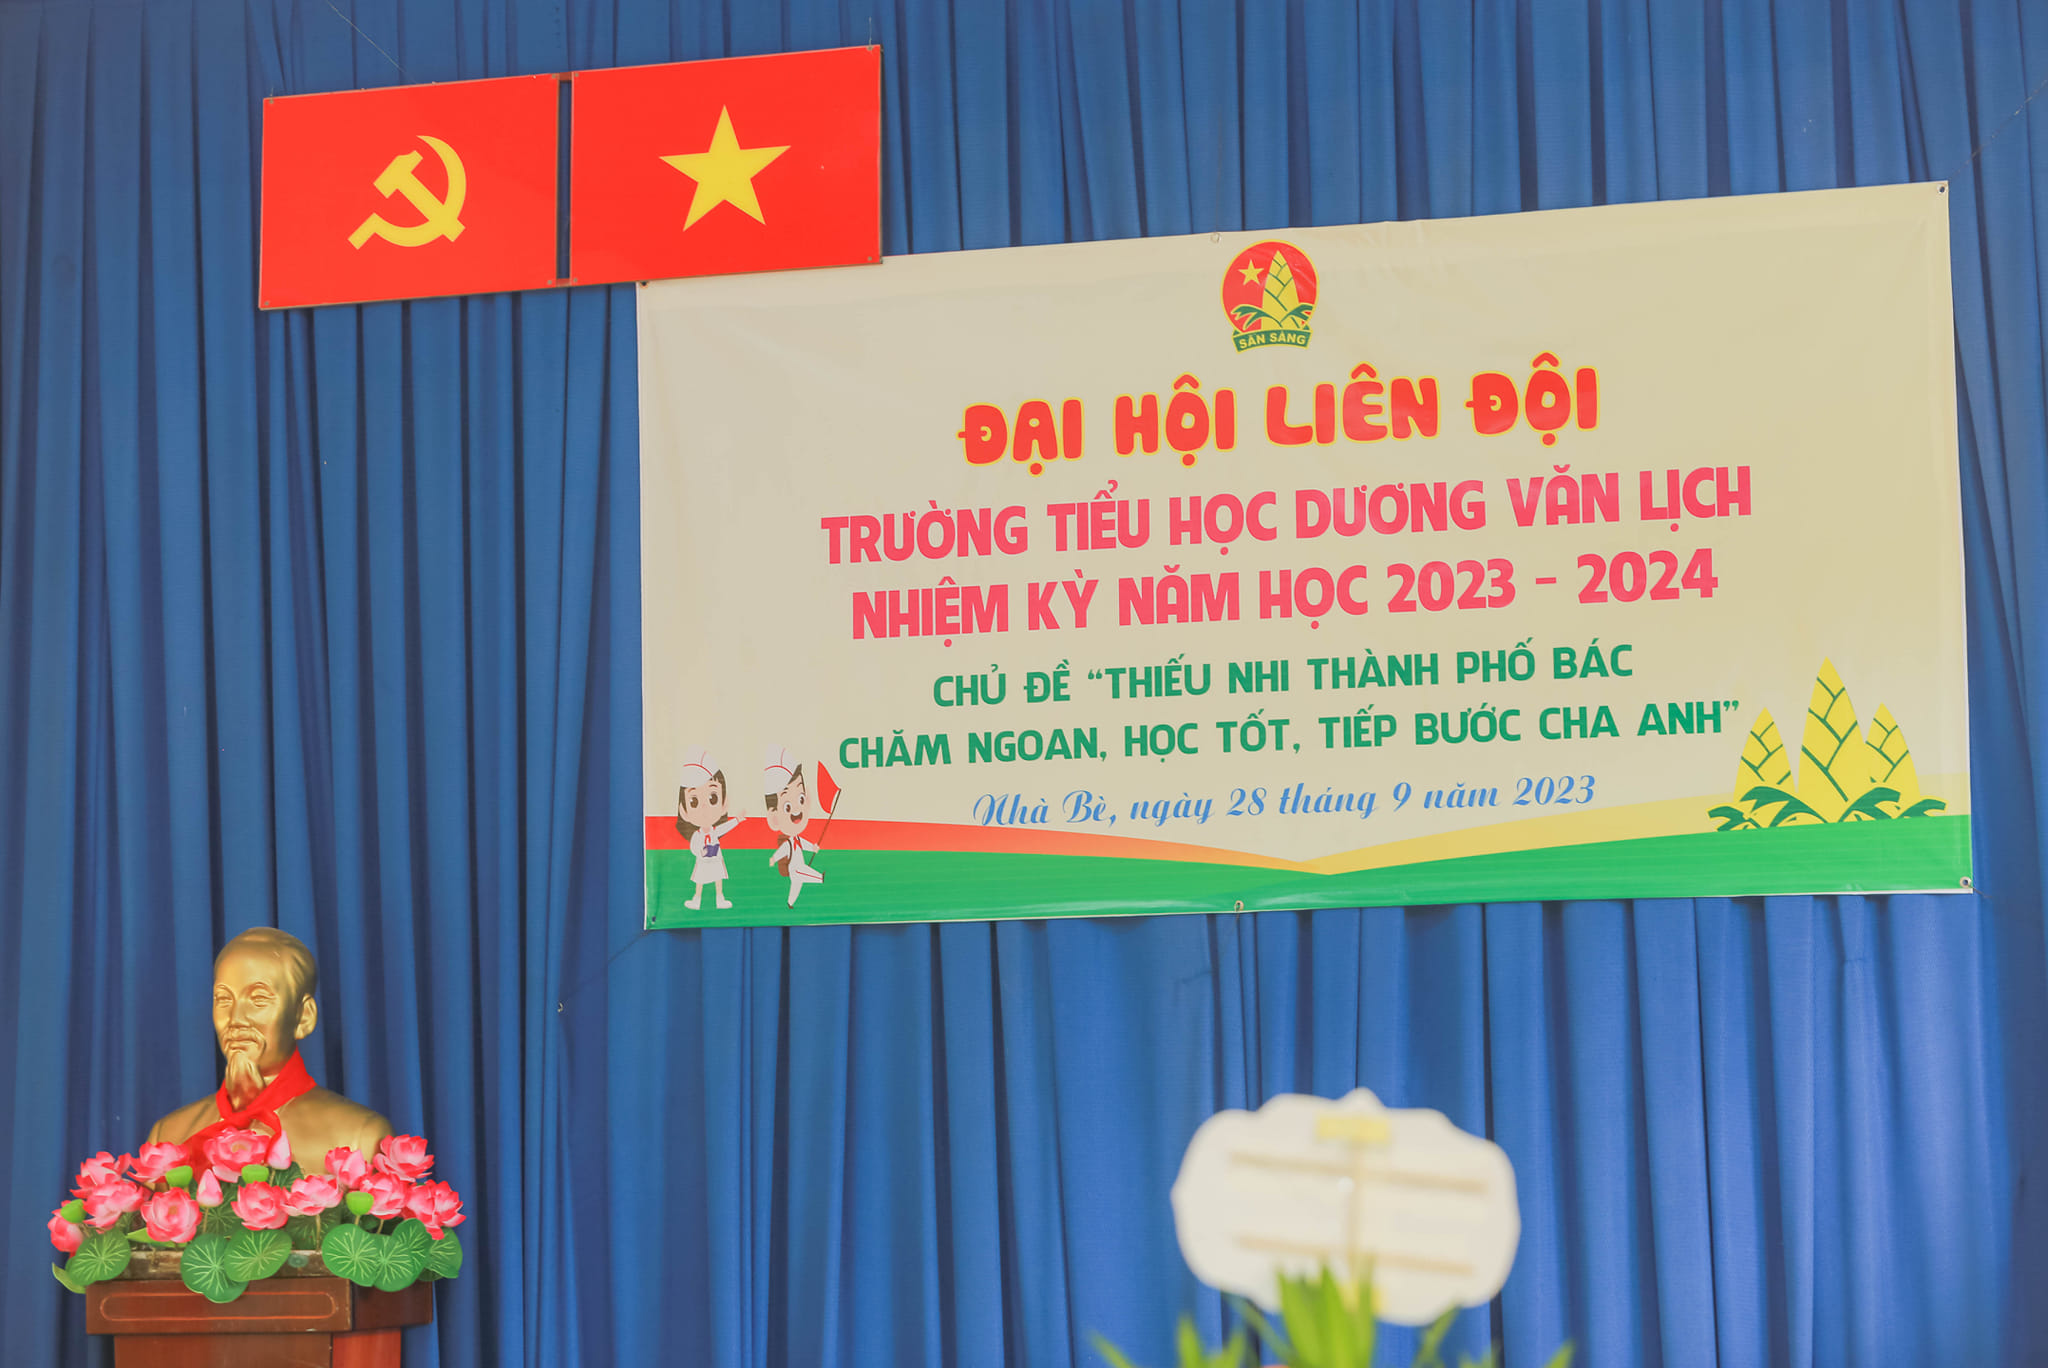 SẴN SÀNG
ĐẠI HỘI LIÊN ĐỘI
TRƯỜNG TIỂU HỌC DƯƠNG VĂN LỊCH
NHIỆM KỲ NĂM HỌC 2023 - 2024
CHỦ ĐỀ “THIẾU NHI THÀNH PHỐ BÁC
CHĂM NGOAN, HỌC TỐT, TIẾP BƯỚC CHA ANH”
Nhà Bè, ngày 28 tháng 9 năm 2023